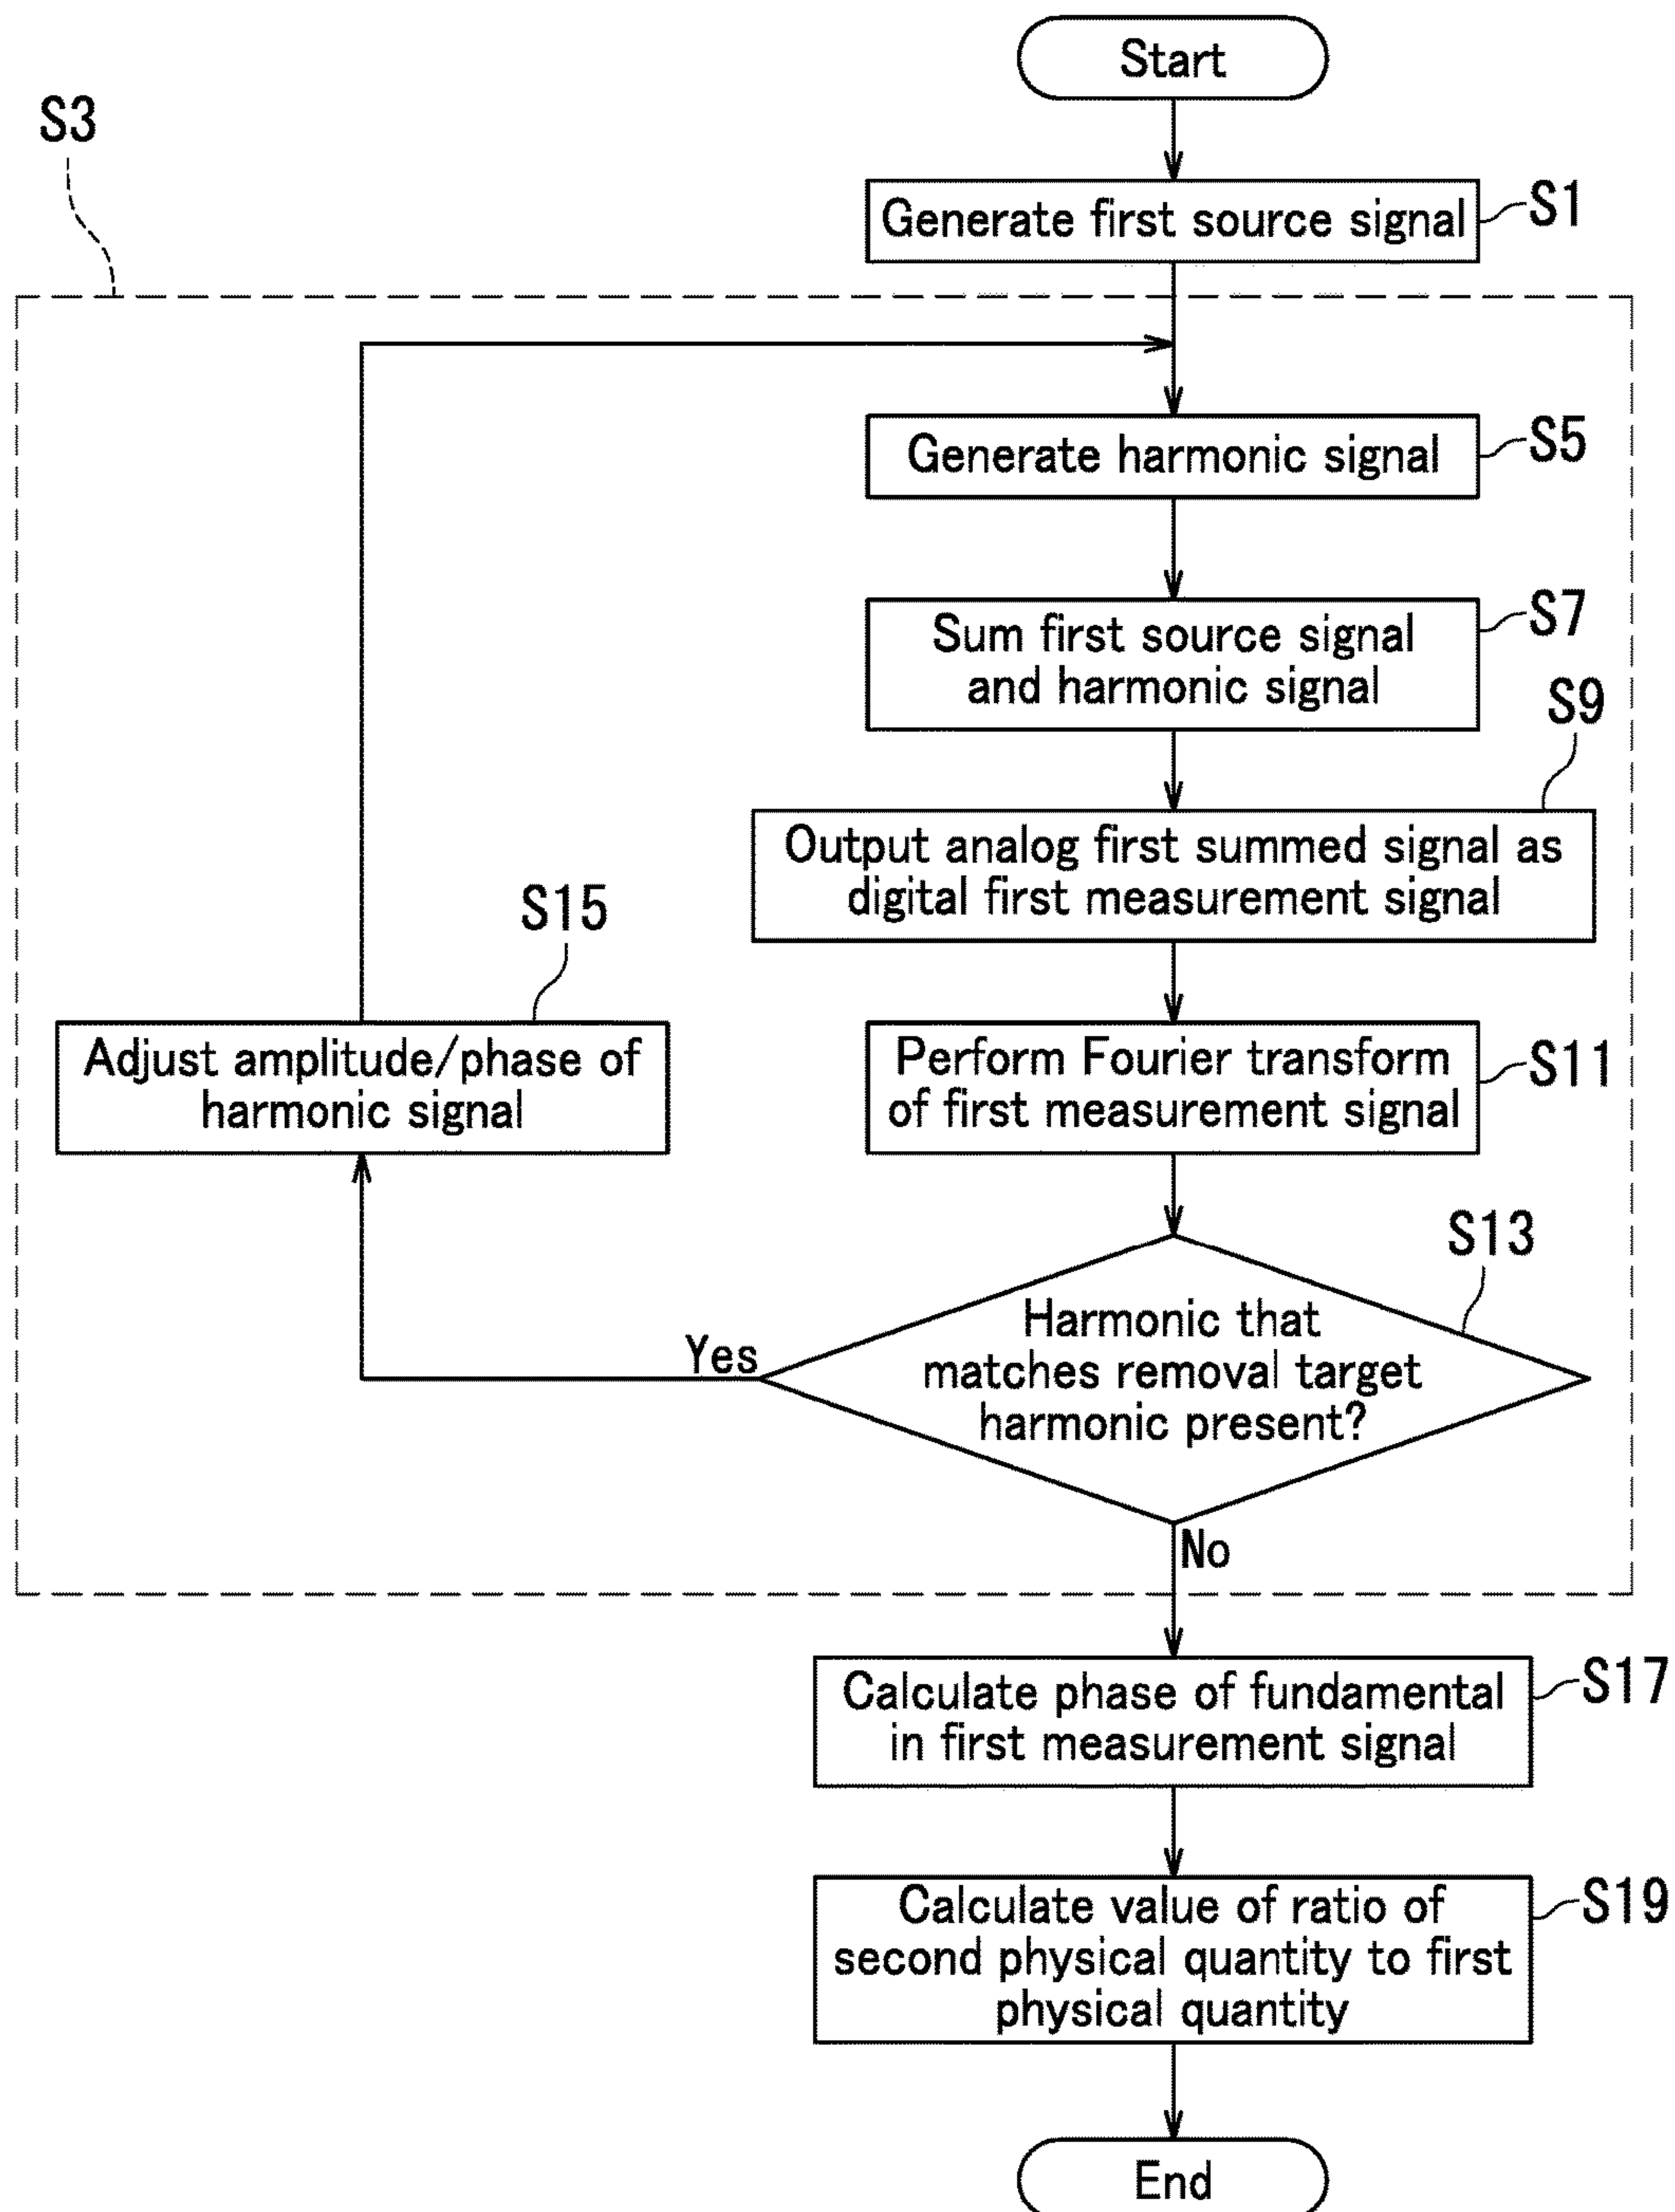 Start
S3
Generate first source signal
S1
Generate harmonic signal
S5
Sum first source signal
and harmonic signal
S7
Output analog first summed signal as
digital first measurement signal
S9
Adjust amplitude/phase of
harmonic signal
S15
Perform Fourier transform
of first measurement signal
S11
Harmonic that
matches removal target
harmonic present?
S13
Yes
No
Calculate phase of fundamental
in first measurement signal
S17
Calculate value of ratio of
second physical quantity to first
physical quantity
S19
End